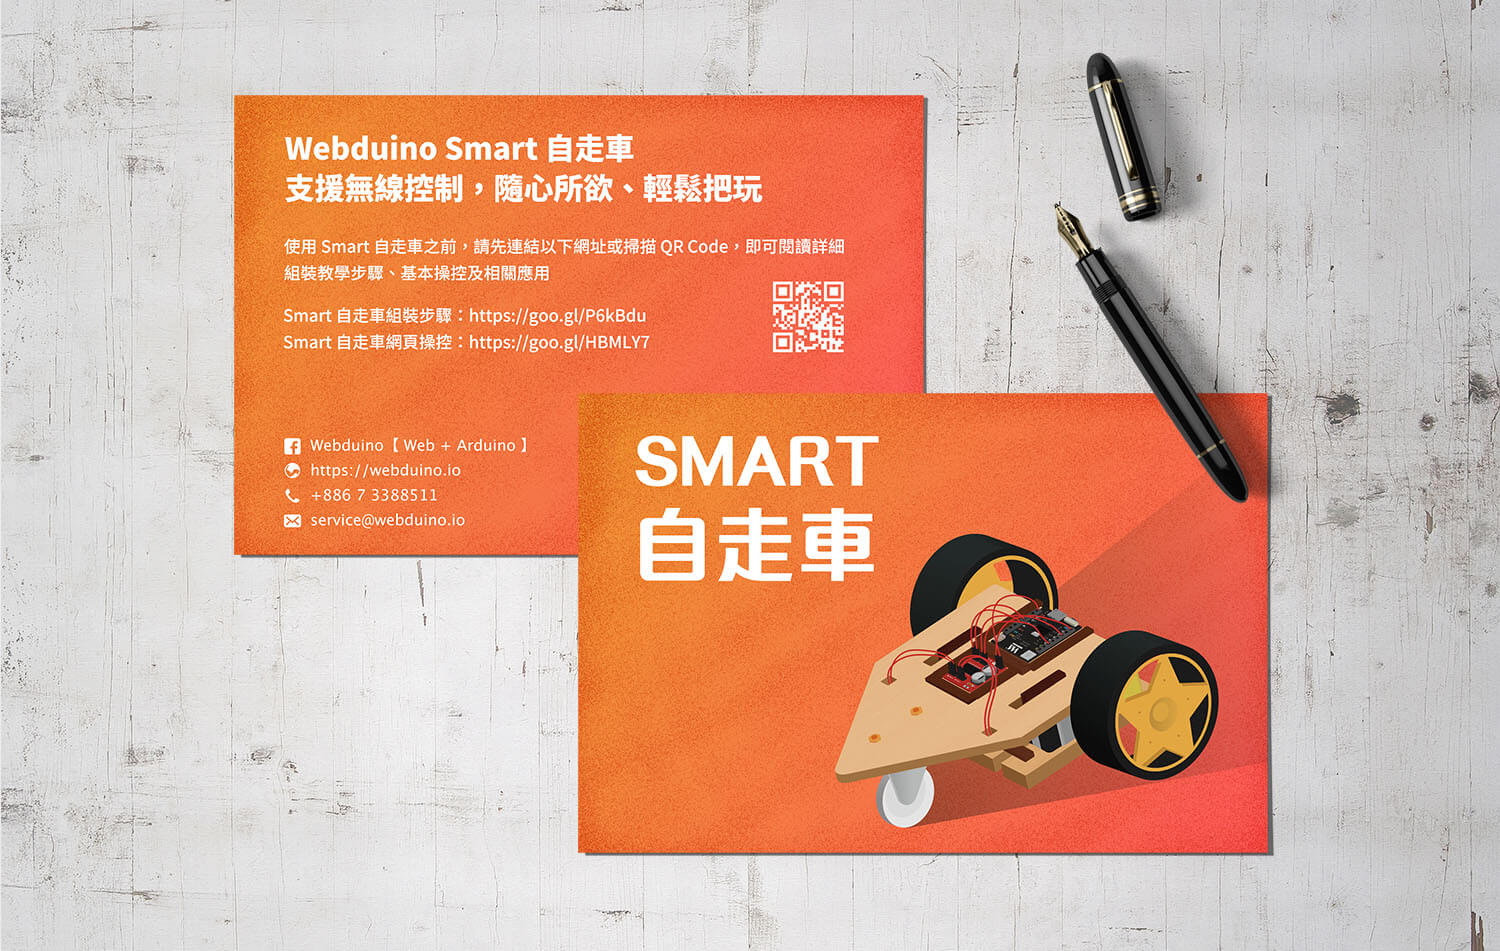 Webduino Smart 自走車
支援無線控制，隨心所欲、輕鬆把玩
使用 Smart 自走車之前，請先連結以下網址或掃描 QR Code，即可閱讀詳細
組裝教學步驟、基本操控及相關應用
Smart 自走車組裝步驟：https://goo.gl/P6kBdu
Smart 自走車網頁操控：https://goo.gl/HBMLY7
Webduino【 Web + Arduino 】
https://webduino.io
+886 7 3388511
service@webduino.io
SMART
自走車